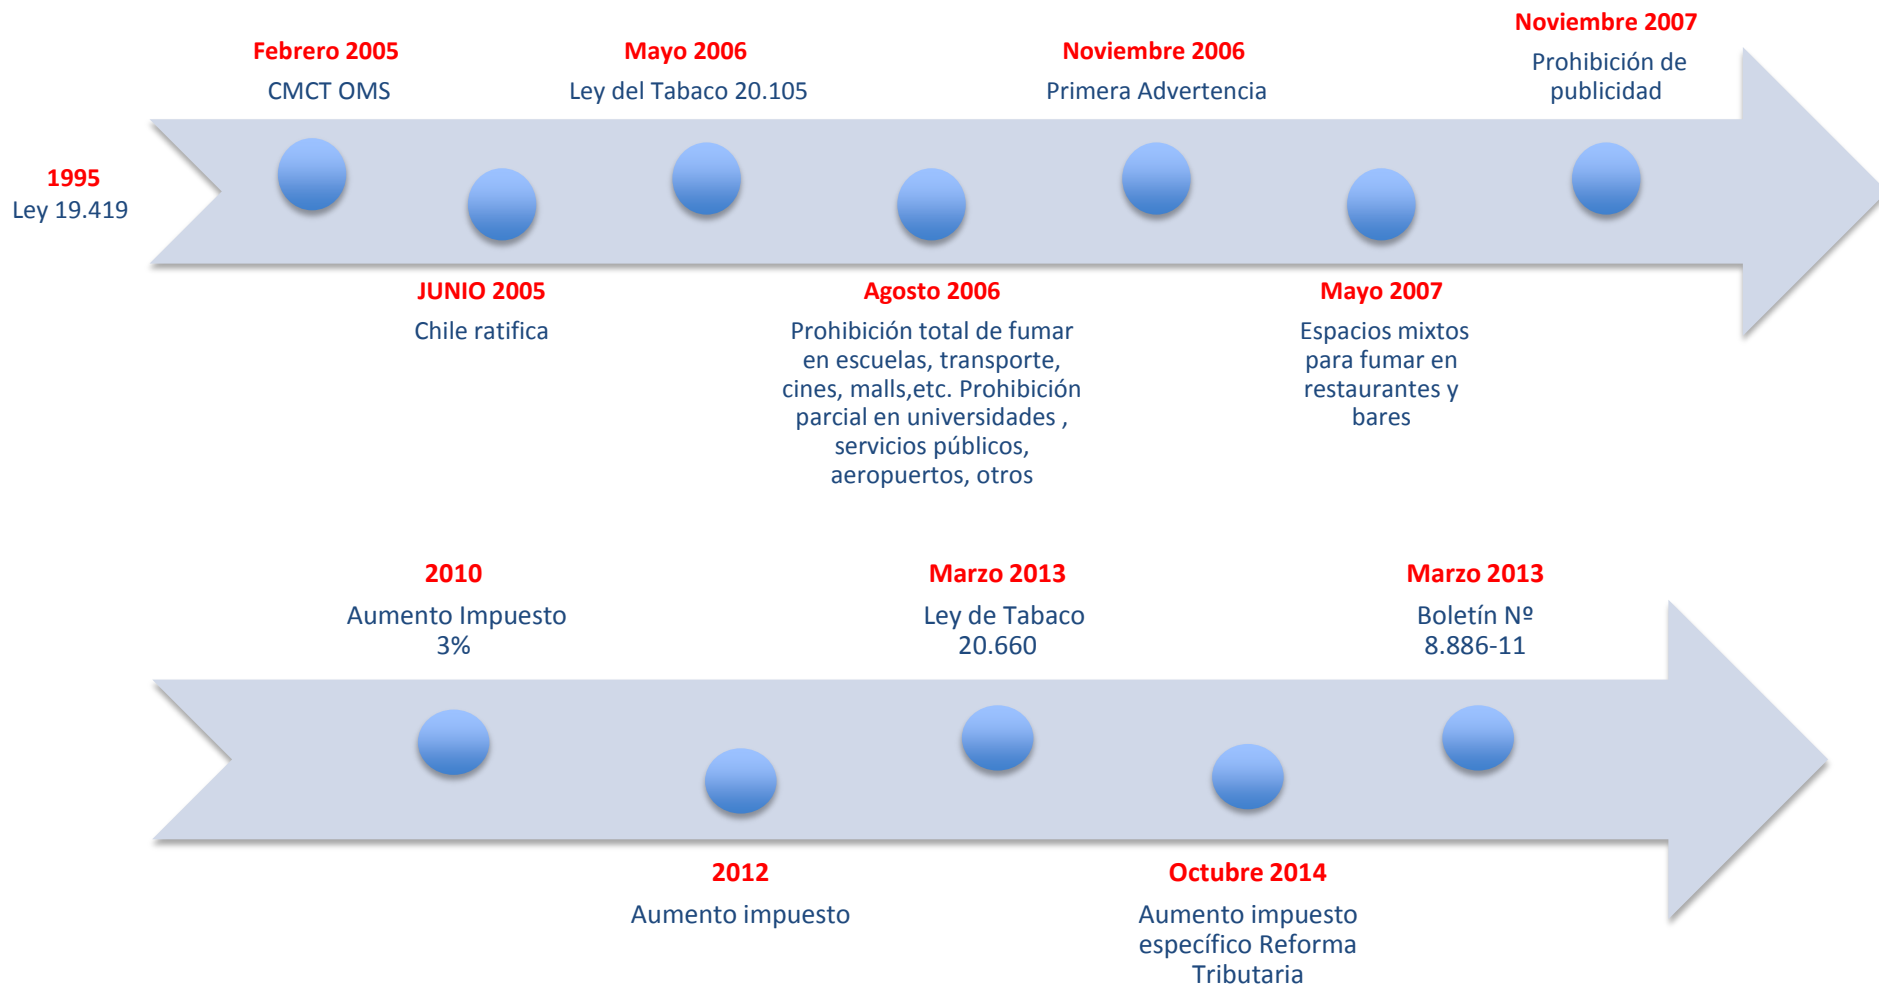 1995
Ley 19.419
Febrero 2005
CMCT OMS
JUNIO 2005
Chile ratifica
Mayo 2006
Ley del Tabaco 20.105
Agosto 2006
Prohibición total de fumar
en escuelas, transporte,
cines, malls,etc. Prohibición
parcial en universidades ,
servicios públicos,
aeropuertos, otros
Noviembre 2006
Primera Advertencia
Mayo 2007
Espacios mixtos
para fumar en
restaurantes y
bares
Noviembre 2007
Prohibición de
publicidad
2010
Aumento Impuesto
3%
2012
Aumento impuesto
Marzo 2013
Ley de Tabaco
20.660
Octubre 2014
Aumento impuesto
específico Reforma
Tributaria
Marzo 2013
Boletín Nº
8.886-11